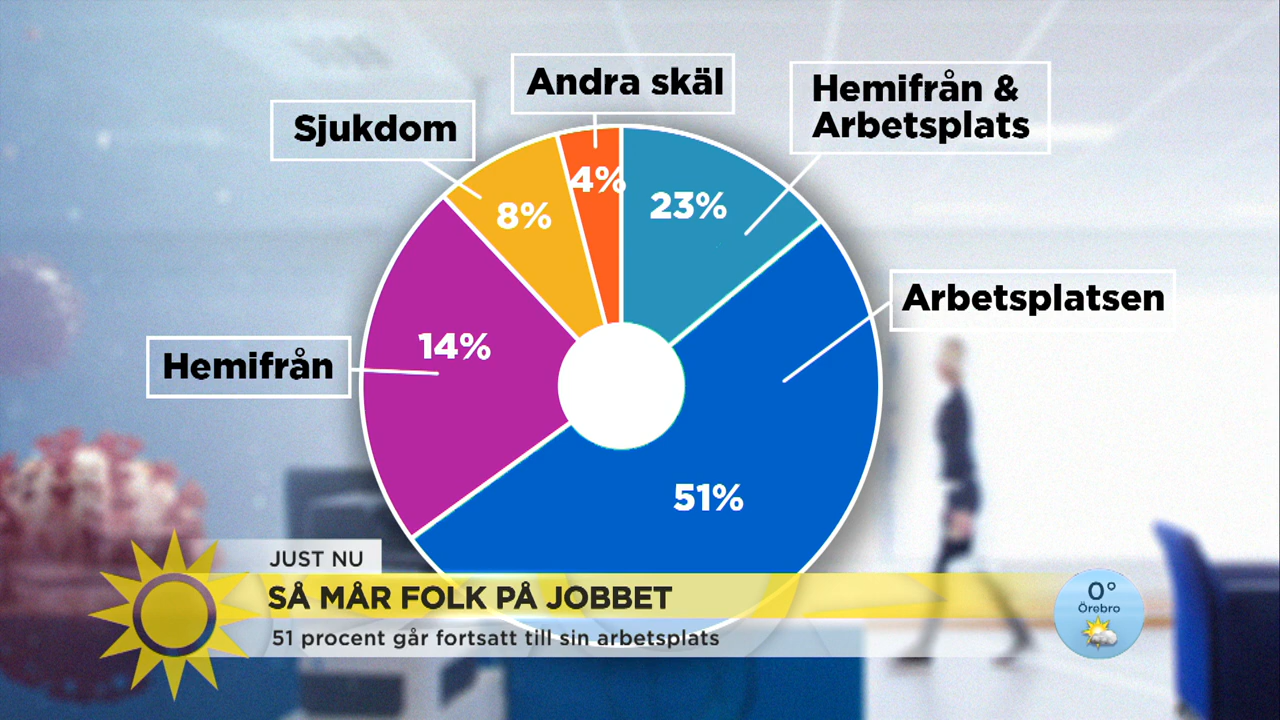 Andra skäl
Hemifrån &
Arbetsplats
Sjukdom
4%
23%
8%
Arbetsplatsen
14%
Hemifrån
51%
JUST NU
SÅ MÅR FOLK PÅ JOBBET
51 procent går fortsatt till sin arbetsplats
0°
Örebro